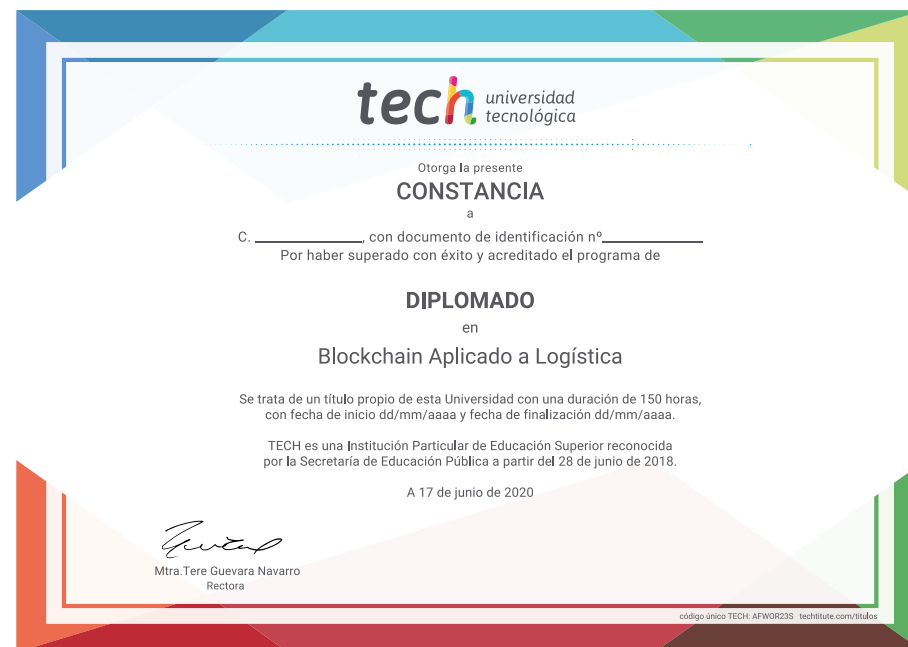 tech universidad
tecnológica
Otorga la presente
CONSTANCIA
a
C. ____________, con documento de identificación nº____________
Por haber superado con éxito y acreditado el programa de
DIPLOMADO
en
Blockchain Aplicado a Logística
Se trata de un título propio de esta Universidad con una duración de 150 horas,
con fecha de inicio dd/mm/aaaa y fecha de finalización dd/mm/aaaa.
TECH es una Institución Particular de Educación Superior reconocida
por la Secretaría de Educación Pública a partir del 28 de junio de 2018.
A 17 de junio de 2020
Mtra.Tere Guevara Navarro
Rectora
código único TECH: AFWOR23S techtitute.com/titulos